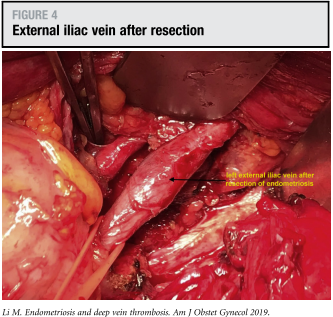 FIGURE 4
External iliac vein after resection
left external iliac vein after
resection of endometriosis
Li M. Endometriosis and deep vein thrombosis. Am J Obstet Gynecol 2019.